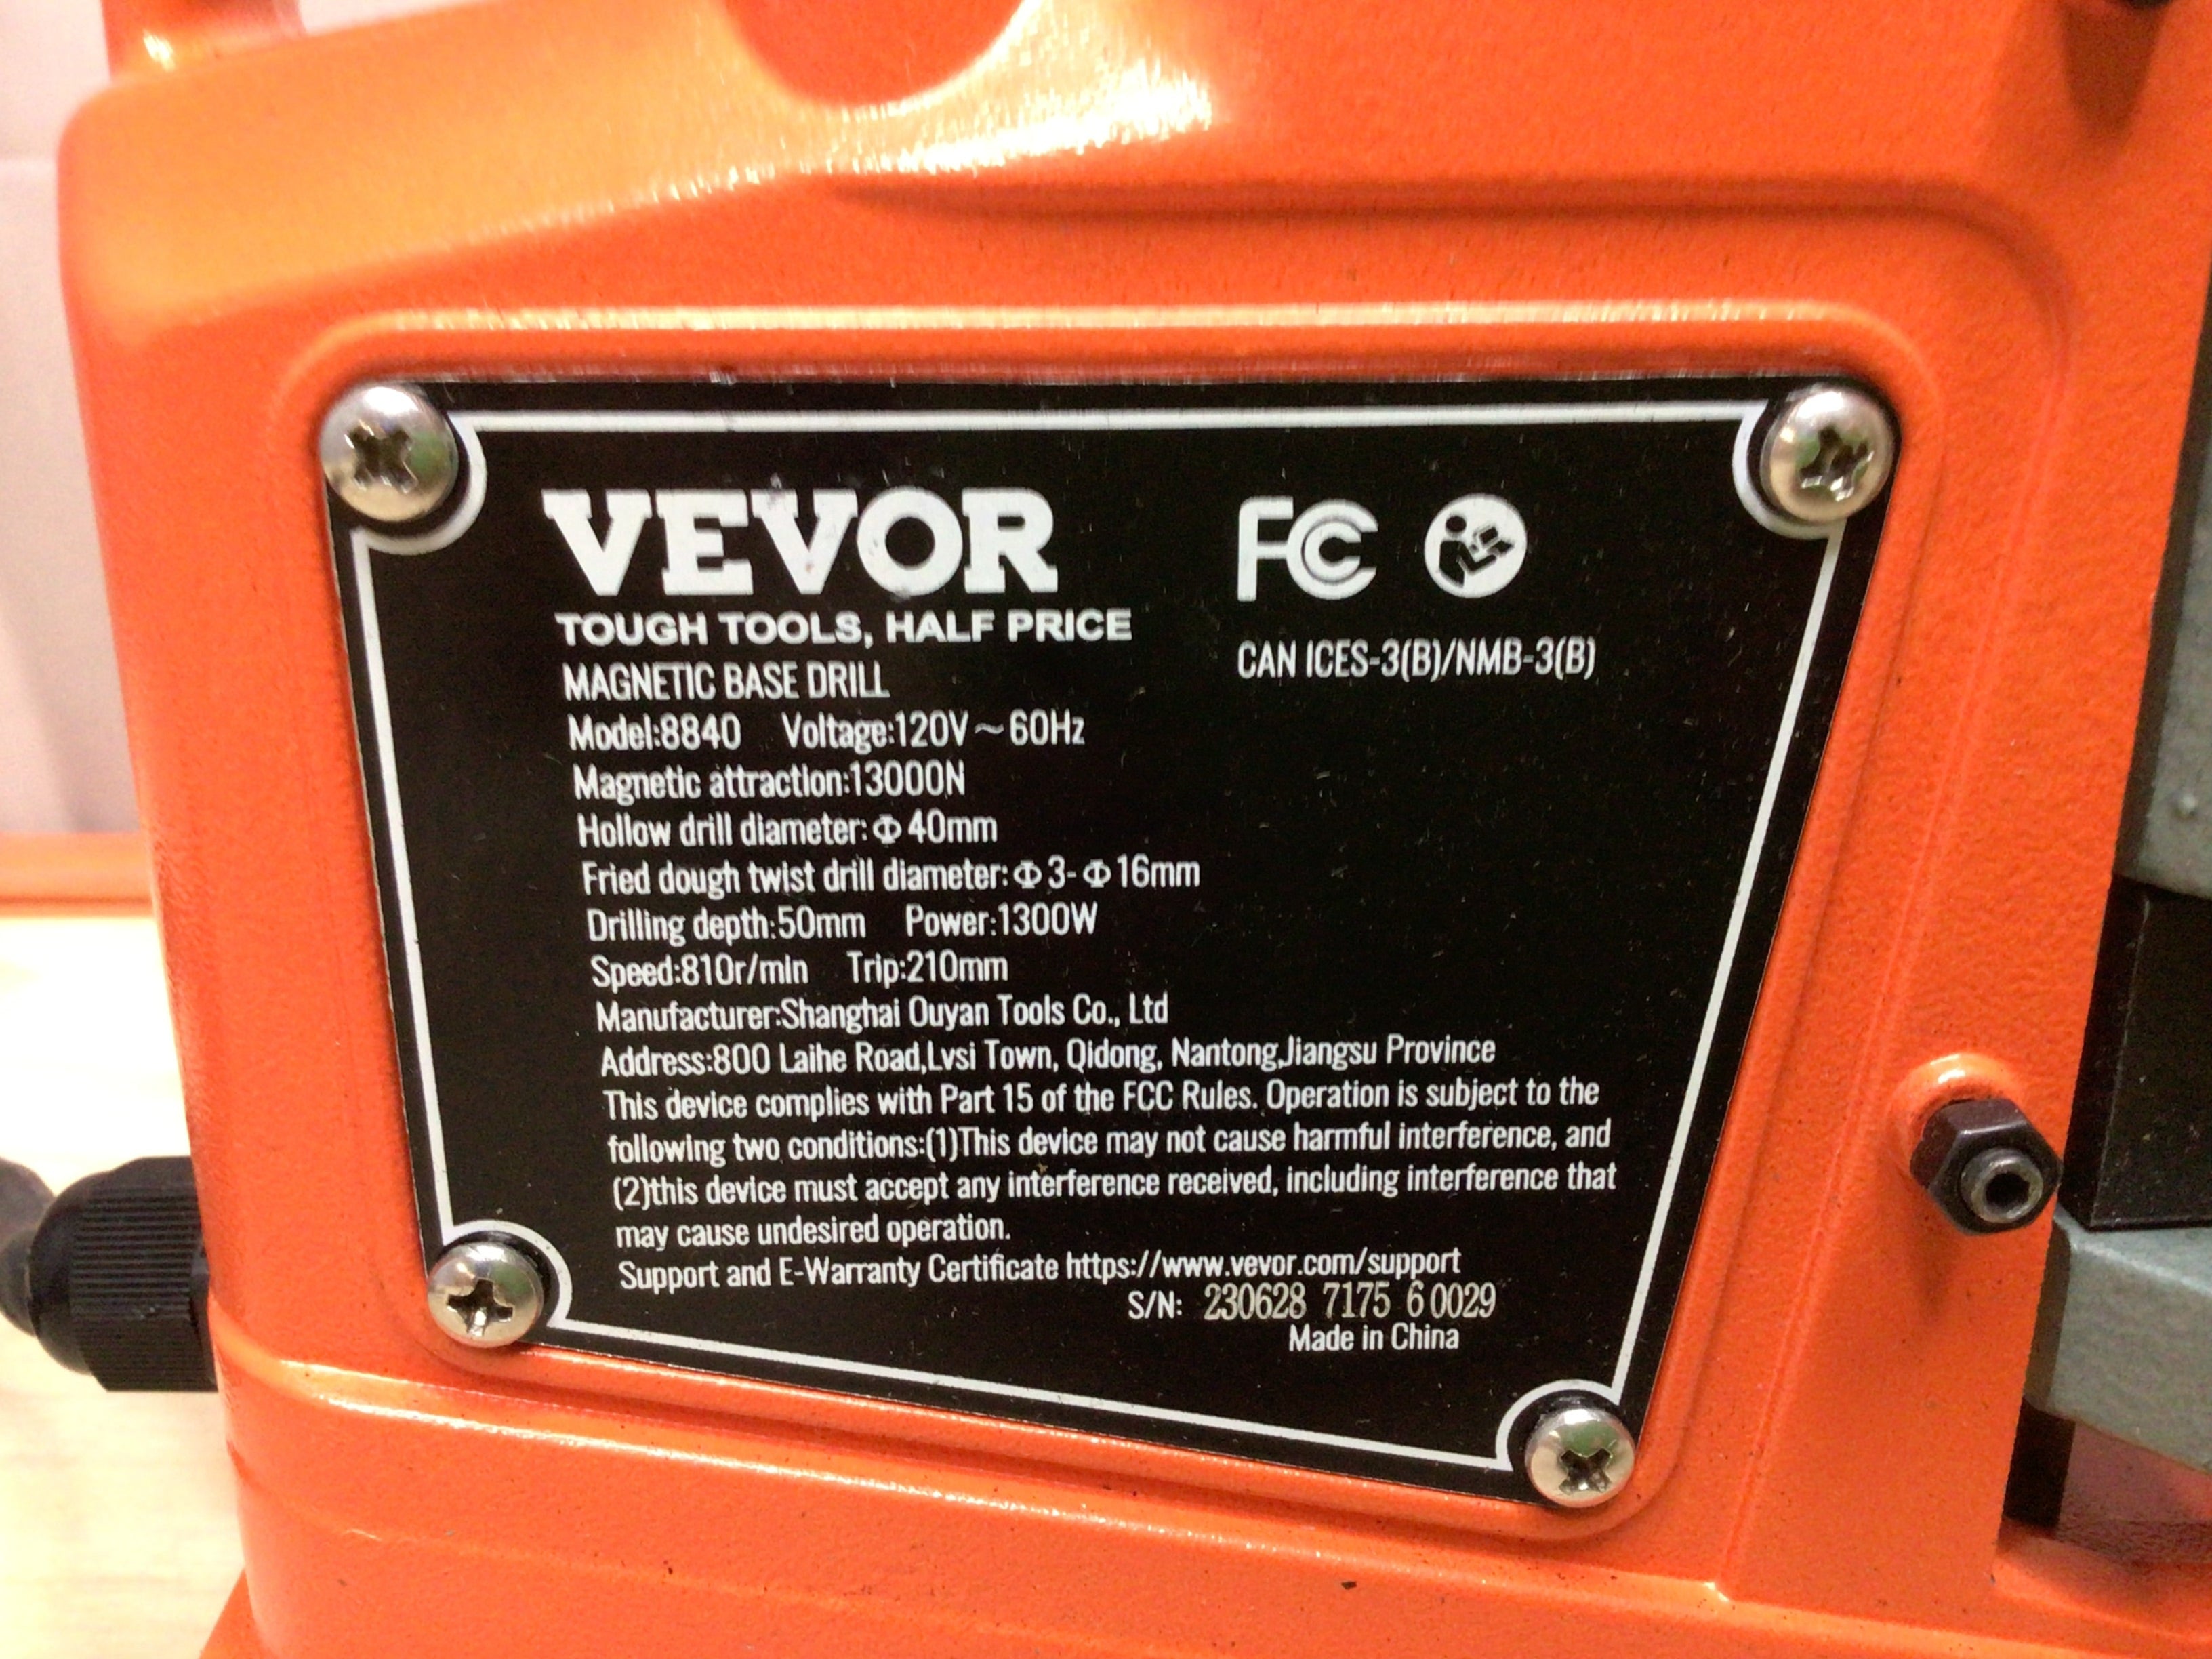 VEVOR
TOUGH TOOLS, HALF PRICE
FC
CAN ICES-3(B)/NMB-3(B)
MAGNETIC BASE DRILL
Model:8840 Voltage:120V~60Hz
Magnetic attraction:13000N
Hollow drill diameter:Φ40mm
Fried dough twist drill diameter:Φ3-Φ16mm
Drilling depth:50mm Power:1300W
Speed:810r/min Trip:210mm
Manufacturer:Shanghai Ouyan Tools Co., Ltd
Address:800 Laihe Road,Lvsi Town, Qidong, Nantong,Jiangsu Province
This device complies with Part 15 of the FCC Rules. Operation is subject to the
following two conditions:(1)This device may not cause harmful interference, and
(2)this device must accept any interference received, including interference that
may cause undesired operation.
Support and E-Warranty Certificate https://www.vevor.com/support
S/N: 230628 7175 6 0029
Made in China